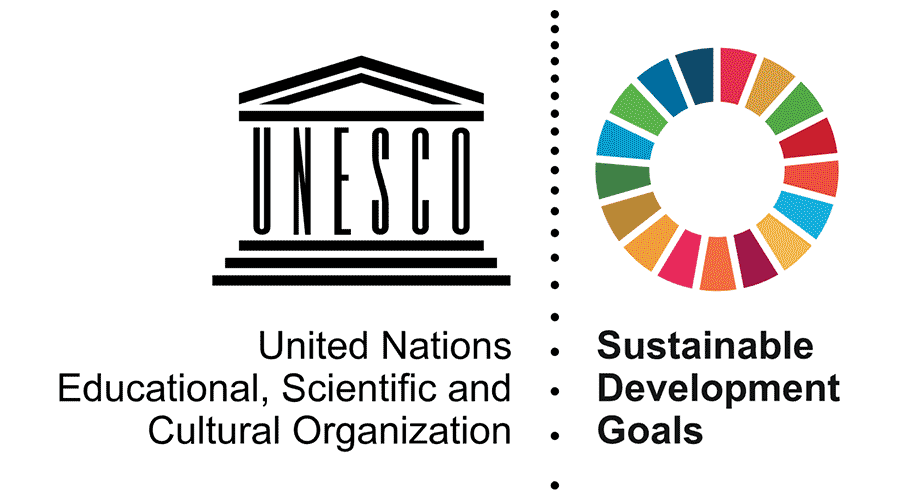 UNESCO
United Nations
Educational, Scientific and
Cultural Organization
Sustainable
Development
Goals